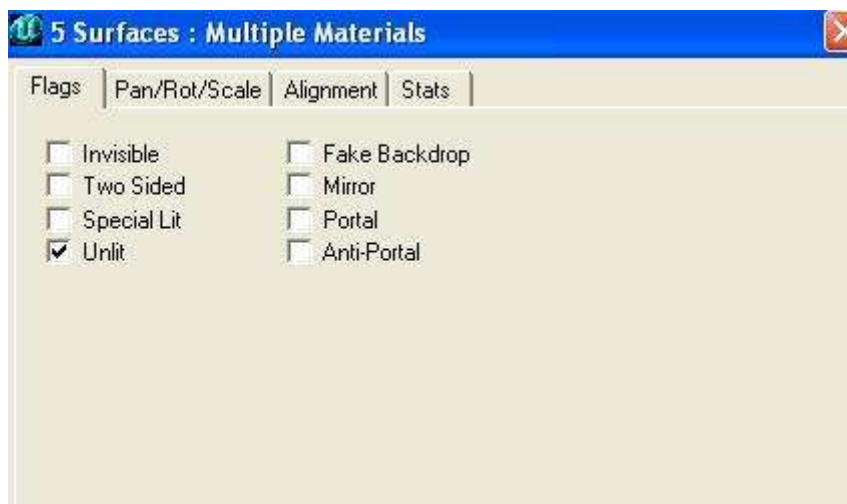 5 Surfaces : Multiple Materials
Flags Pan/Rot/Scale Alignment Stats
Invisible Fake Backdrop
Two Sided Mirror
Special Lit Portal
Unlit Anti-Portal